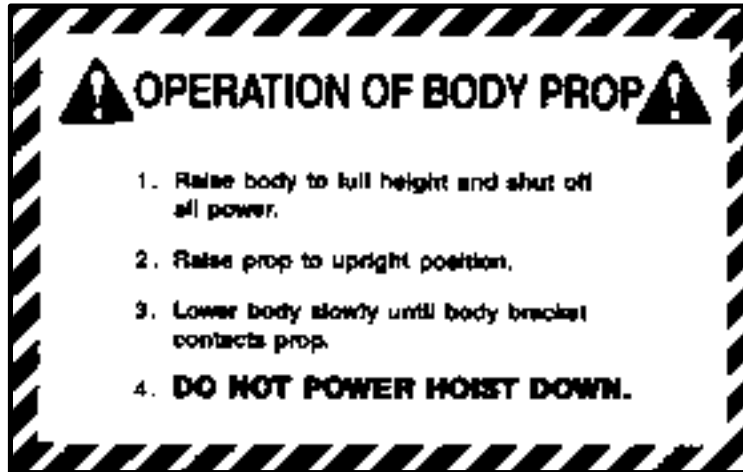 OPERATION OF BODY PROP
1. Raise body to full height and shut off
all power.
2. Raise prop to upright position.
3. Lower body slowly until body bracket
contacts prop.
4. DO NOT POWER HOIST DOWN.